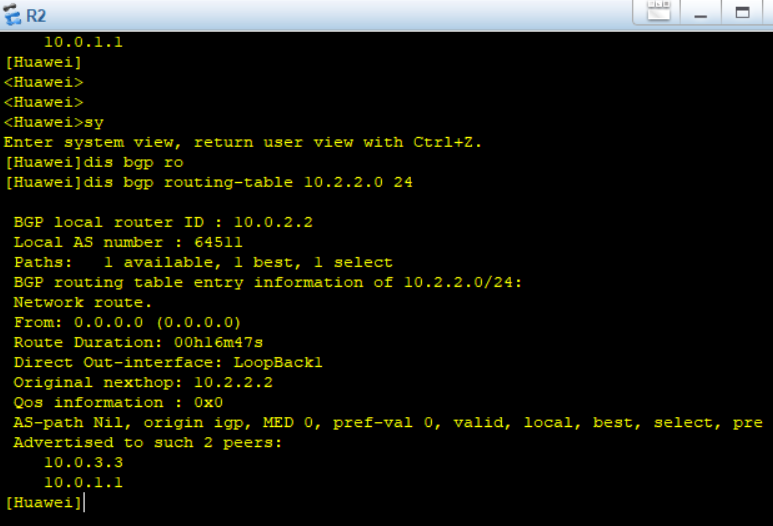 R2
10.0.1.1
[Huawei]
<Huawei>
<Huawei>
<Huawei>sy
Enter system view, return user view with Ctrl+Z.
[Huawei]dis bgp ro
[Huawei]dis bgp routing-table 10.2.2.0 24
BGP local router ID : 10.0.2.2
Local AS number : 64511
Paths:   1 available, 1 best, 1 select
BGP routing table entry information of 10.2.2.0/24:
Network route.
From: 0.0.0.0 (0.0.0.0)
Route Duration: 00h16m47s
Direct Out-interface: LoopBack1
Original nexthop: 10.2.2.2
Qos information : 0x0
AS-path Nil, origin igp, MED 0, pref-val 0, valid, local, best, select, pre
Advertised to such 2 peers:
10.0.3.3
10.0.1.1
[Huawei]